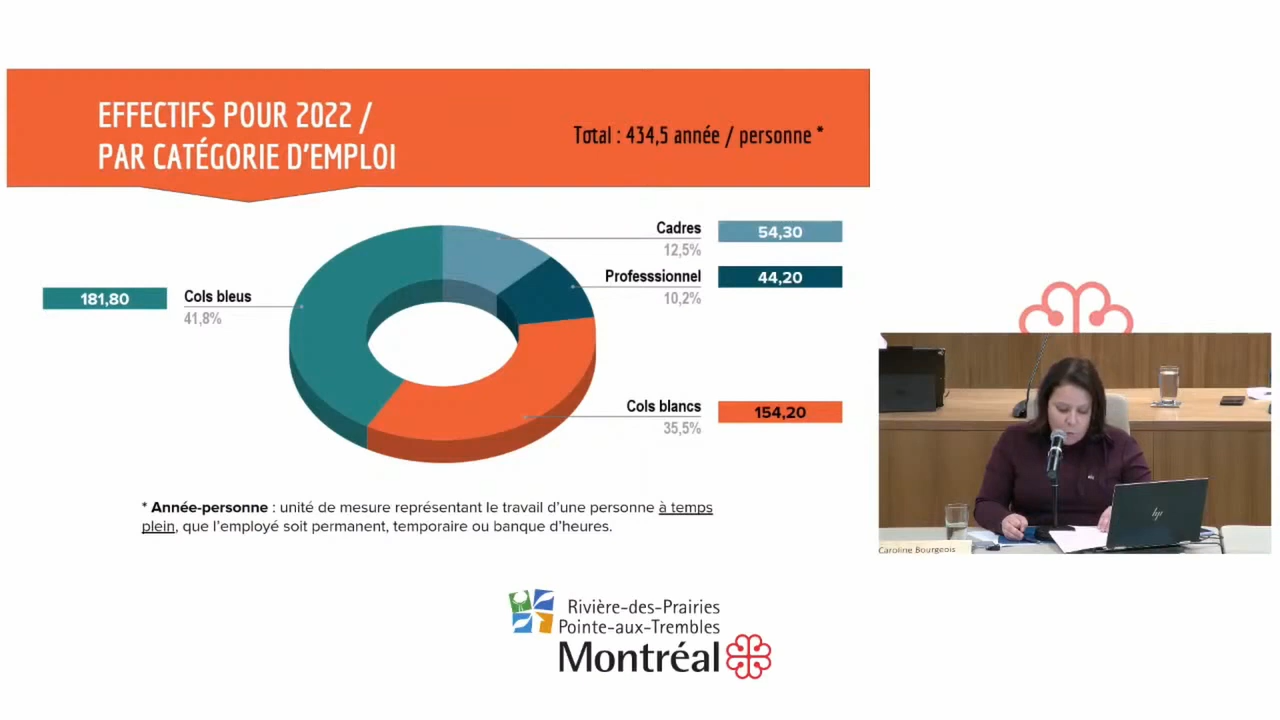 EFFECTIFS POUR 2022 /
PAR CATÉGORIE D'EMPLOI
Total : 434,5 année / personne *
Cadres
54,30
12,5%
Professsionnel
44,20
10,2%
181,80
Cols bleus
41,8%
Cols blancs
154,20
35,5%
* Année-personne : unité de mesure représentant le travail d'une personne à temps
plein, que l'employé soit permanent, temporaire ou banque d'heures.
Caroline Bourgeois
hp
Rivière-des-Prairies
Pointe-aux-Trembles
Montréal